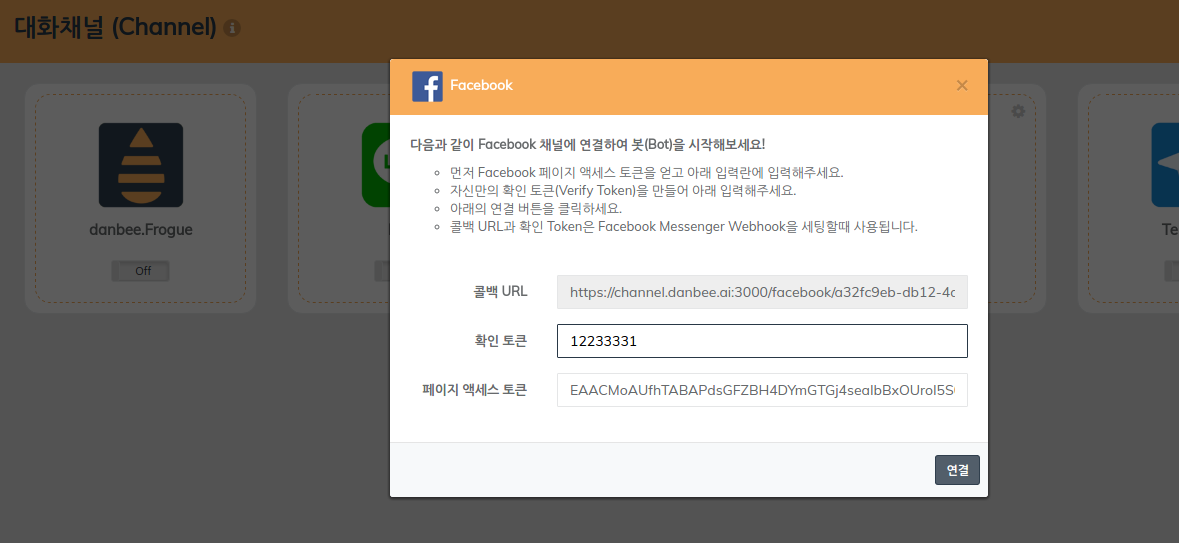 대화채널 (Channel)
Facebook
다음과 같이 Facebook 채널에 연결하여 봇(Bot)을 시작해보세요!
먼저 Facebook 페이지 액세스 토큰을 얻고 아래 입력란에 입력해주세요.
자신만의 확인 토큰(Verify Token)을 만들어 아래 입력해주세요.
아래의 연결 버튼을 클릭하세요.
콜백 URL과 확인 Token은 Facebook Messenger Webhook을 세팅할때 사용됩니다.
danbee.Frogue
Te
Off
콜백 URL
https://channel.danbee.ai:3000/facebook/a32fc9eb-db12-4c
확인 토큰
12233331
페이지 액세스 토큰
연결